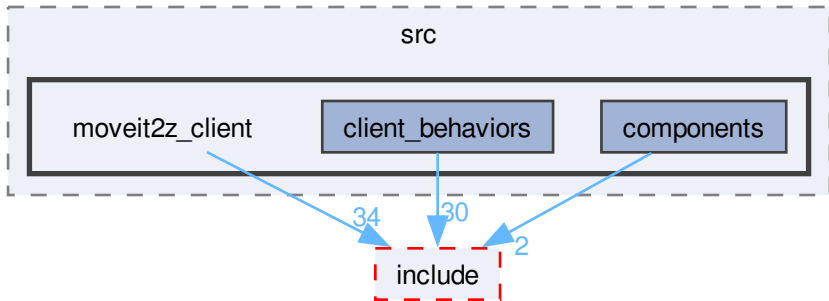 src
moveit2z_client
client_behaviors
components
34
30
2
include